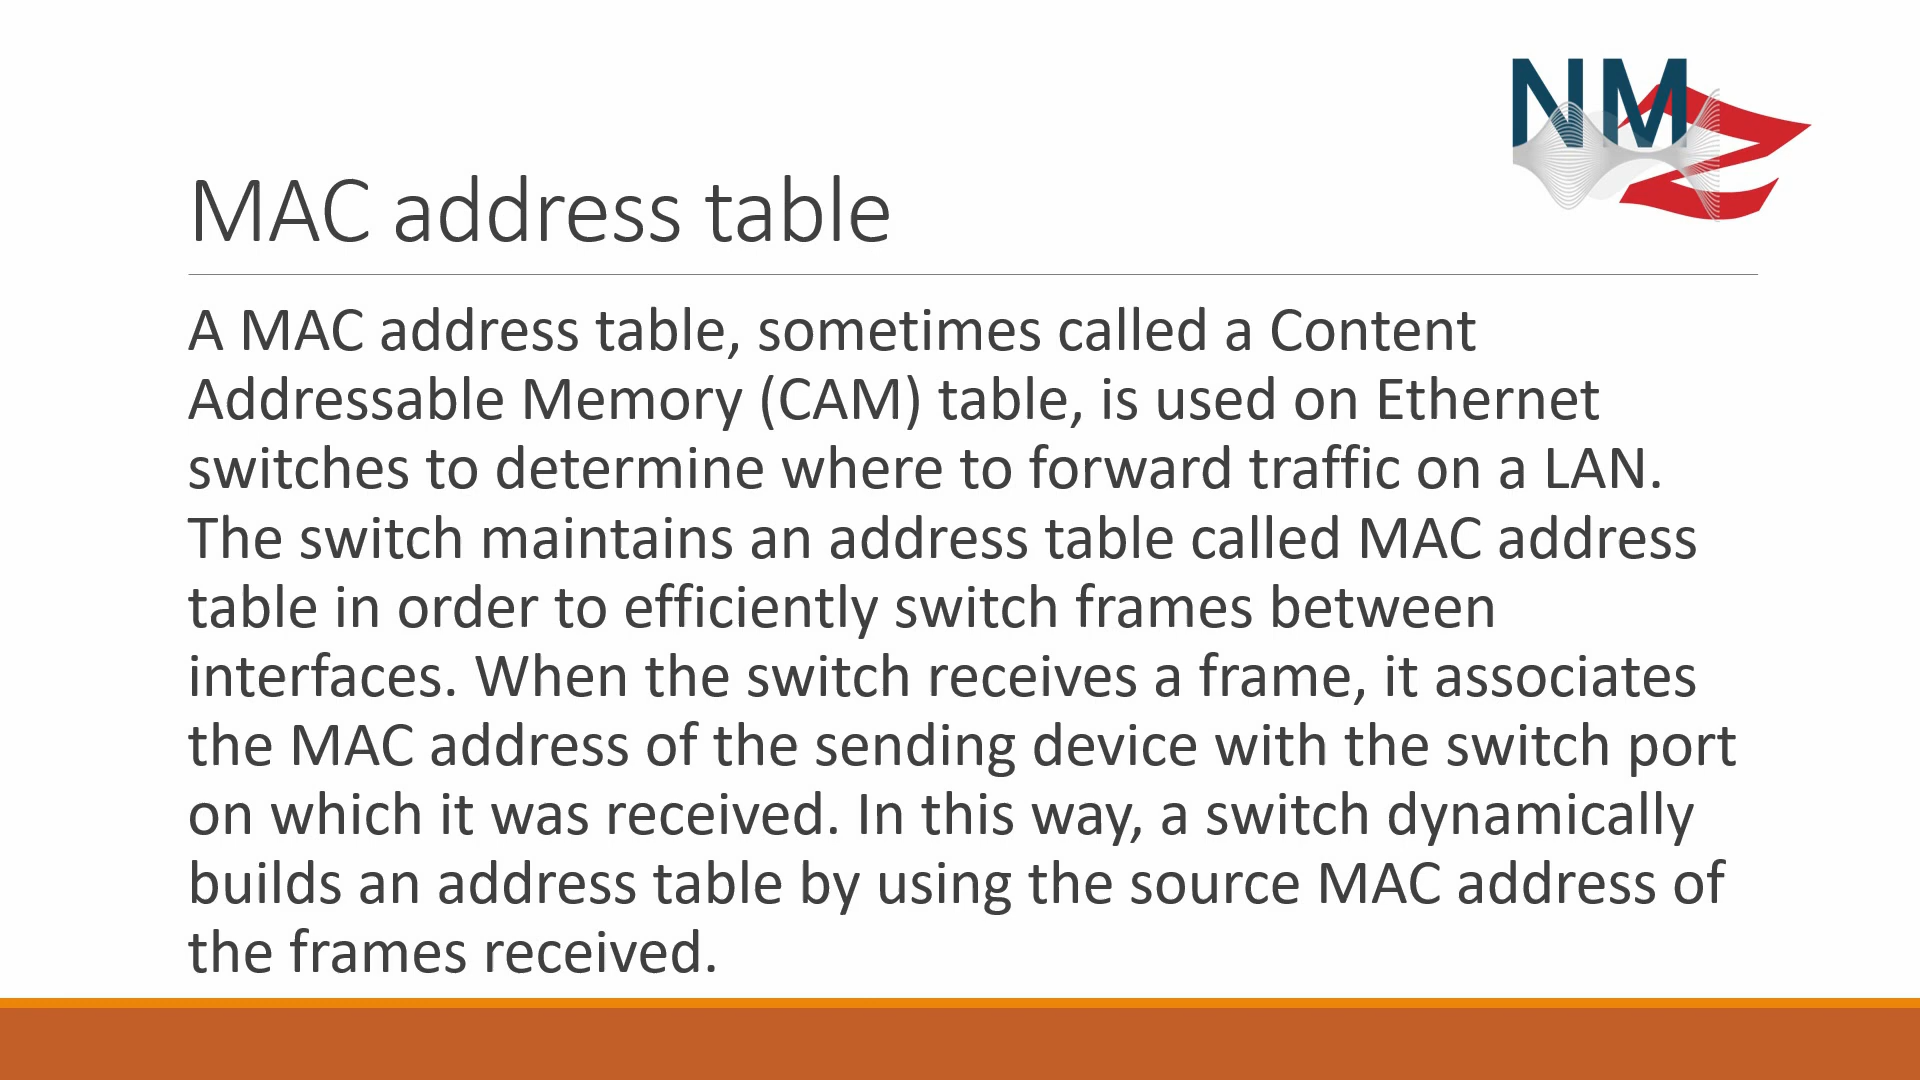 NM
MAC address table
A MAC address table, sometimes called a Content
Addressable Memory (CAM) table, is used on Ethernet
switches to determine where to forward traffic on a LAN.
The switch maintains an address table called MAC address
table in order to efficiently switch frames between
interfaces. When the switch receives a frame, it associates
the MAC address of the sending device with the switch port
on which it was received. In this way, a switch dynamically
builds an address table by using the source MAC address of
the frames received.